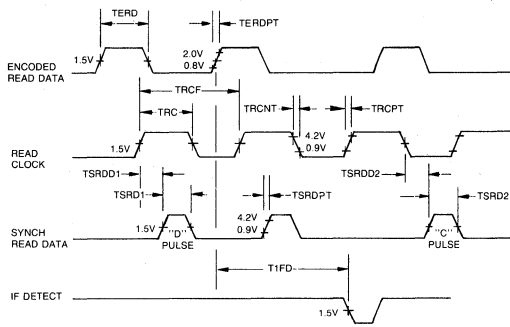 TERD
TERDPT
ENCODED
READ DATA
1.5V
2.0V
0.8V
TRCF
TRC
TRCNT
TRCPT
READ
CLOCK
1.5V
4.2V
0.9V
TSRDD1
TSRDD2
TSRD1
TSRDPT
TSRD2
SYNCH
READ DATA
1.5V
"D"
PULSE
4.2V
0.9V
"C"
PULSE
T1FD
IF DETECT
1.5V